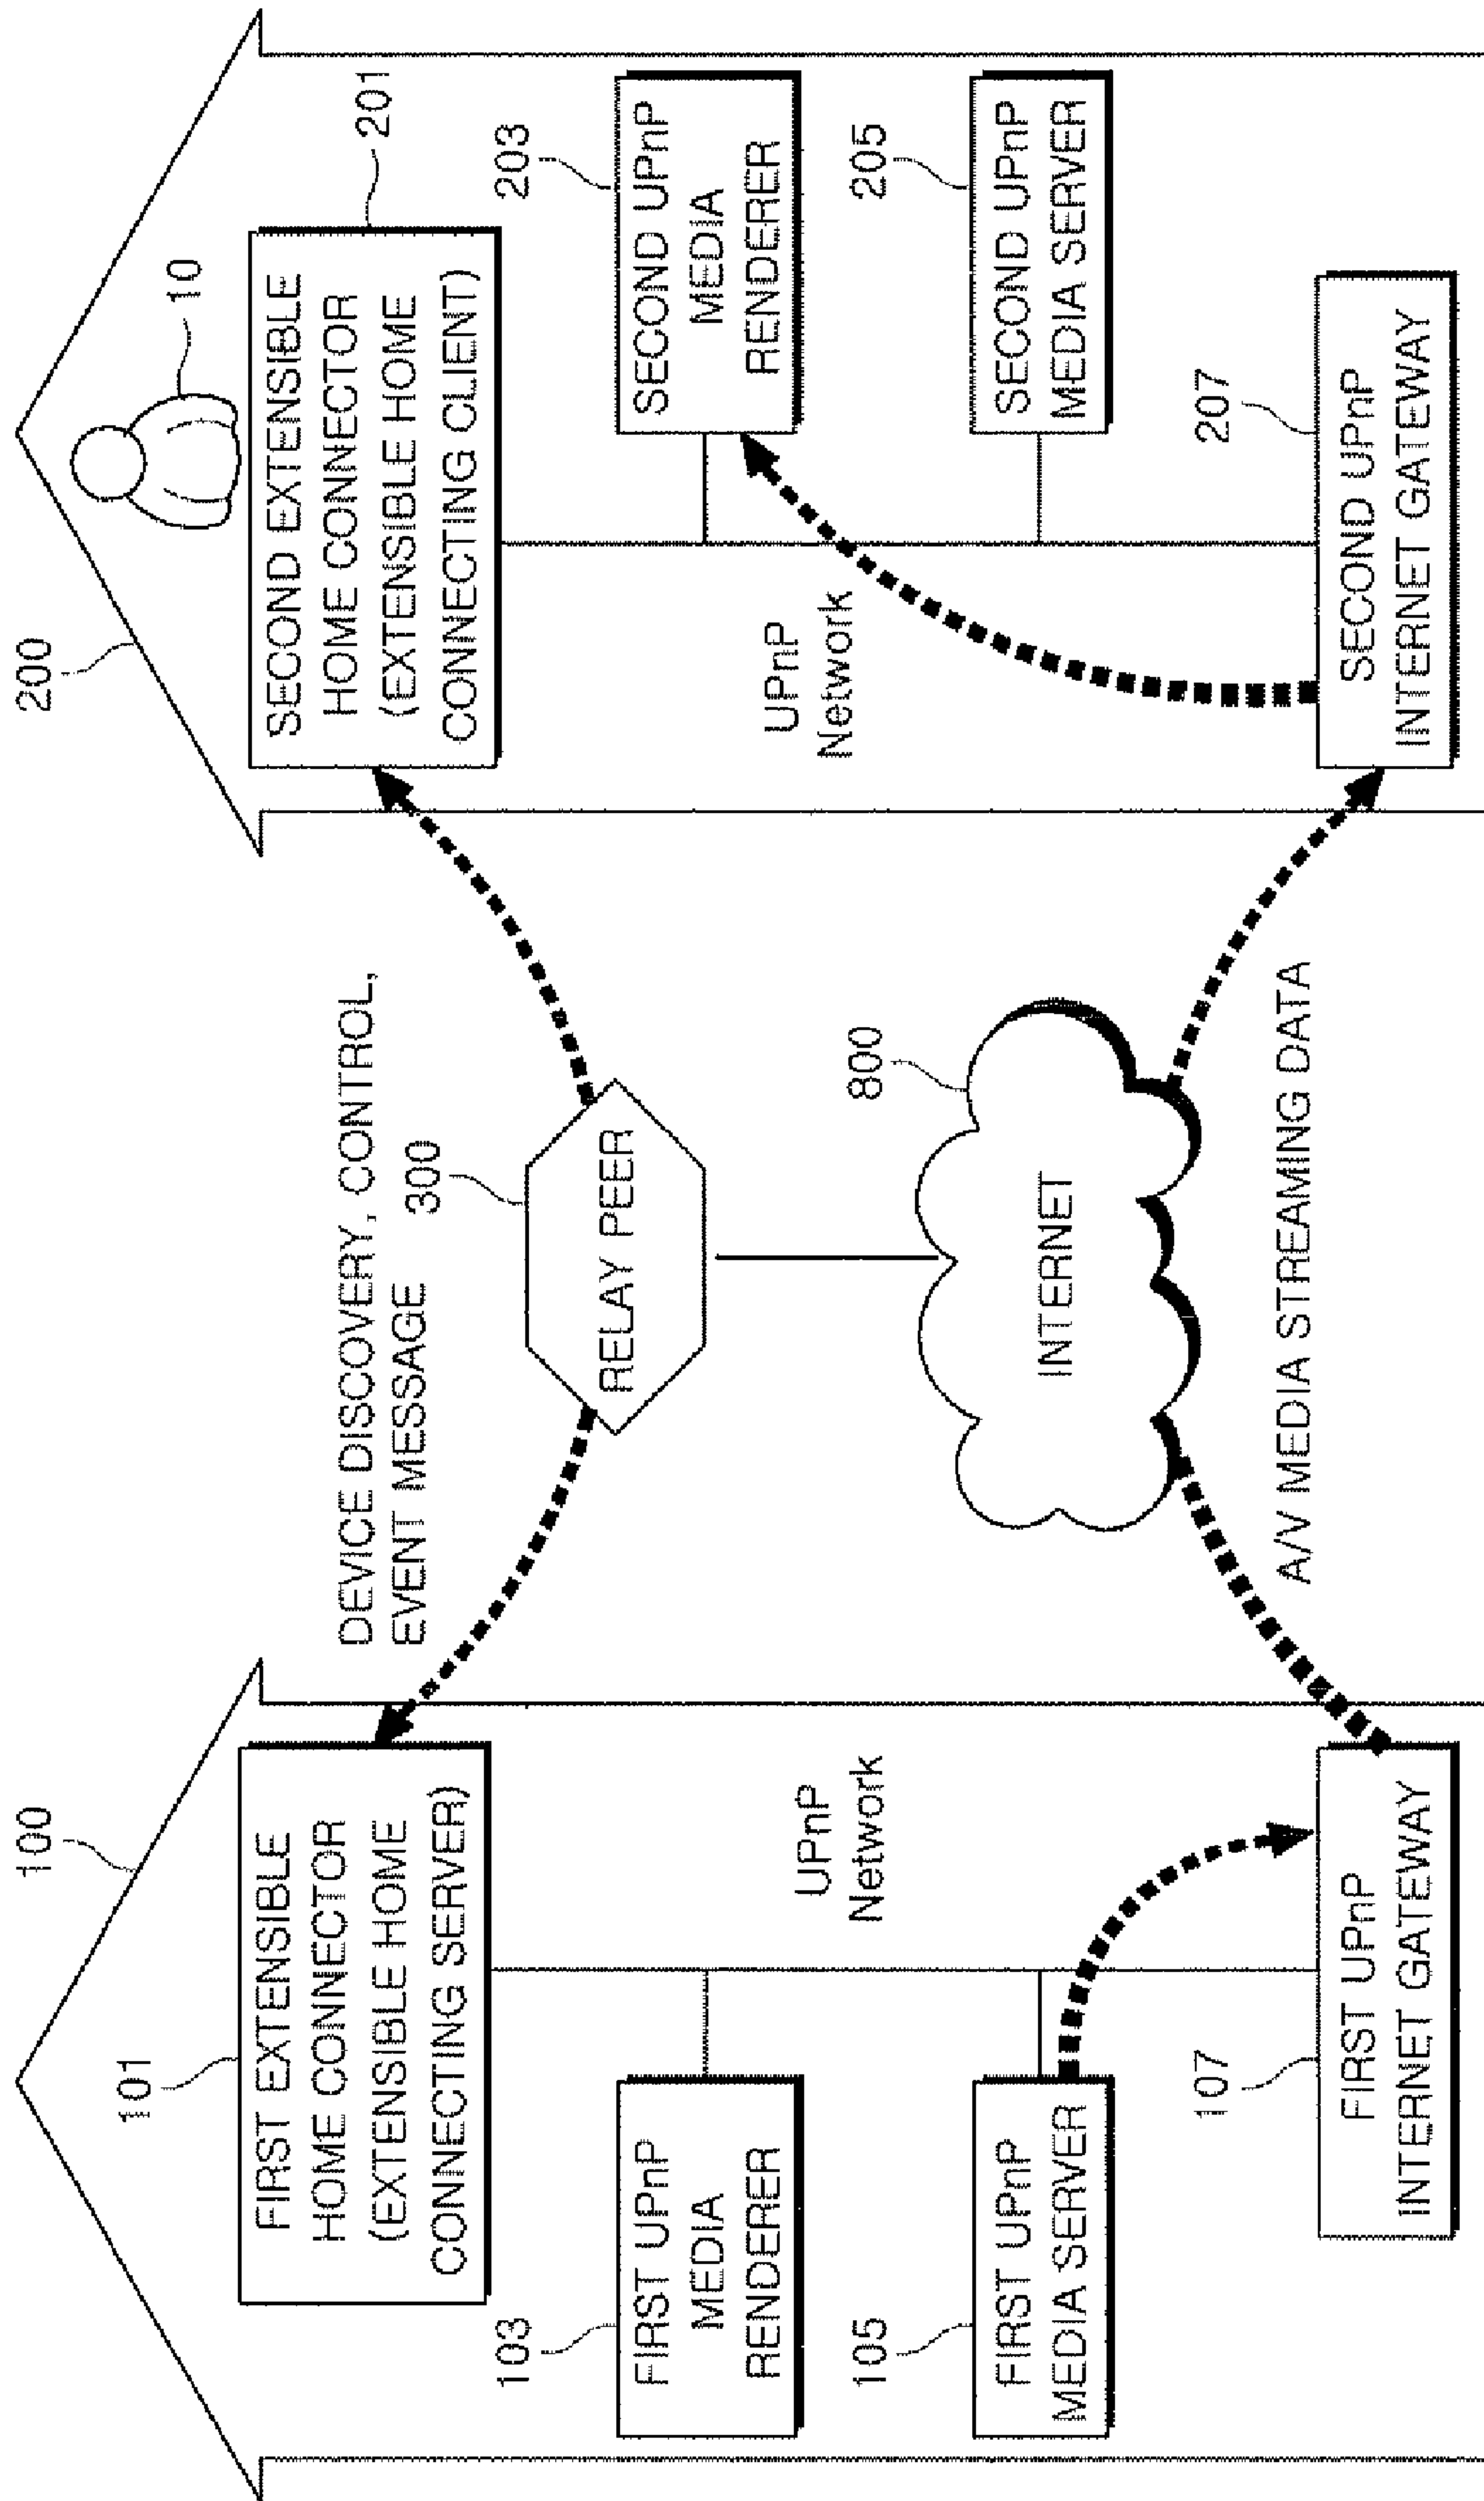 100
101
FIRST EXTENSIBLE
HOME CONNECTOR
(EXTENSIBLE HOME
CONNECTING SERVER)
103
FIRST UPnP
MEDIA
RENDERER
UPnP
Network
105
FIRST UPnP
MEDIA SERVER
107
FIRST UPnP
INTERNET GATEWAY
DEVICE DISCOVERY, CONTROL,
EVENT MESSAGE
300
RELAY PEER
800
INTERNET
A/V MEDIA STREAMING DATA
200
10
201
SECOND EXTENSIBLE
HOME CONNECTOR
(EXTENSIBLE HOME
CONNECTING CLIENT)
203
SECOND UPnP
MEDIA
RENDERER
UPnP
Network
205
SECOND UPnP
MEDIA SERVER
207
SECOND UPnP
INTERNET GATEWAY